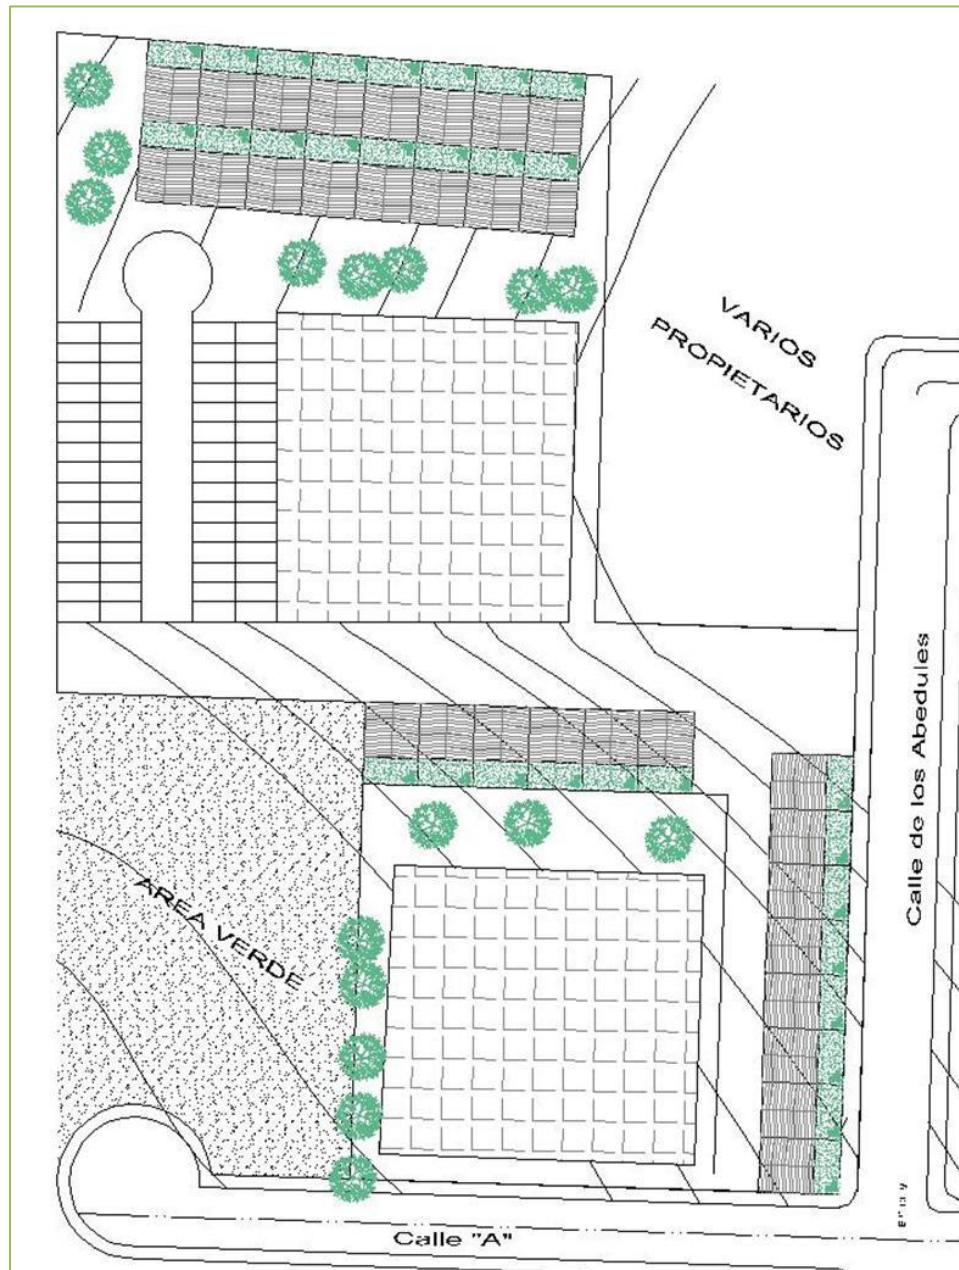 VARIOS
PROPIETARIOS
Calle de los Abedules
AREA VERDE
Calle "A"